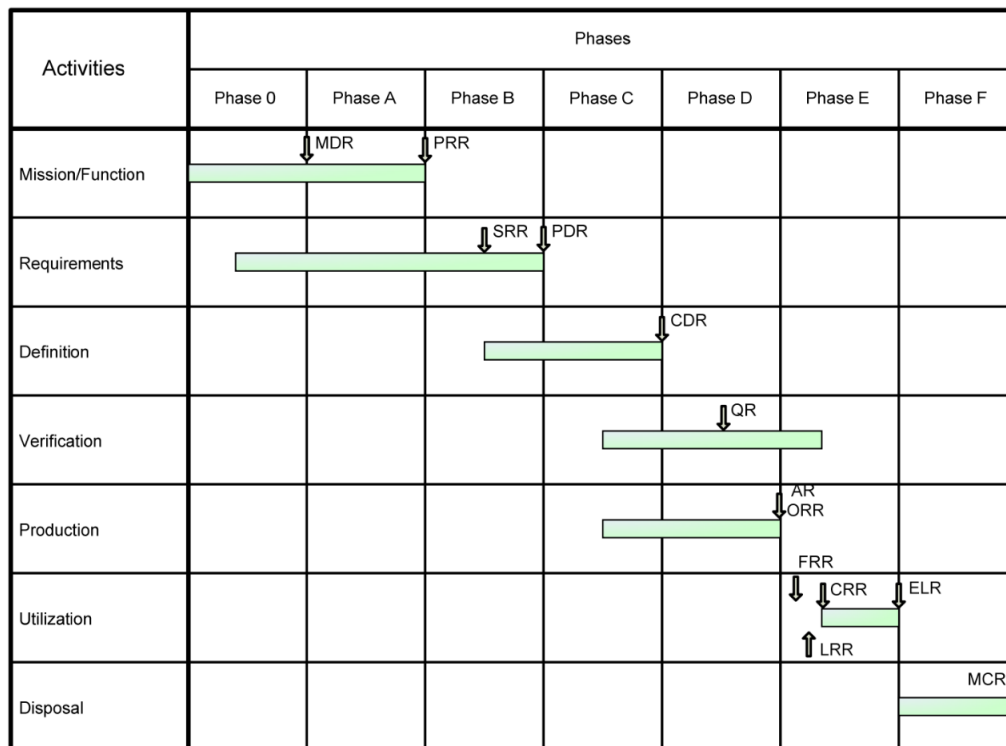 Activities
Phases
Phase 0
Phase A
Phase B
Phase C
Phase D
Phase E
Phase F
Mission/Function
MDR
PRR
Requirements
SRR
PDR
Definition
CDR
Verification
QR
Production
AR
ORR
Utilization
FRR
CRR
ELR
LRR
Disposal
MCR